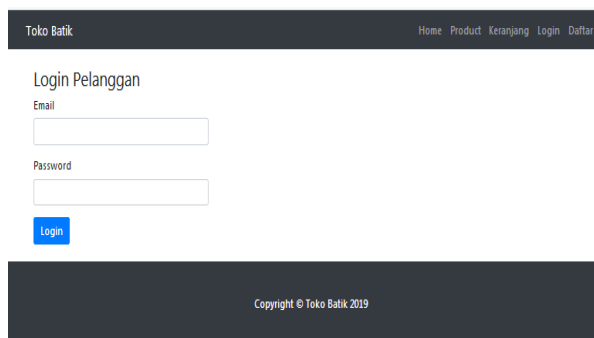 Toko Batik Home Product Keranjang Login Daftar
Login Pelanggan
Email
Password
Login
Copyright © Toko Batik 2019